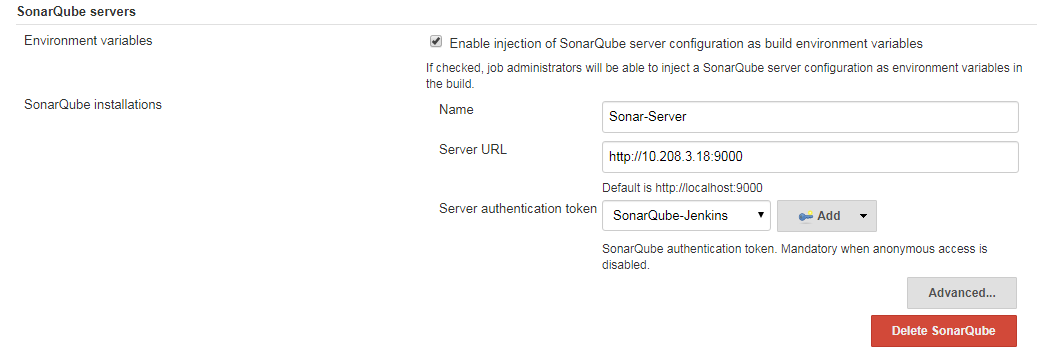 SonarQube servers
Environment variables
Enable injection of SonarQube server configuration as build environment variables
If checked, job administrators will be able to inject a SonarQube server configuration as environment variables in
the build.
SonarQube installations
Name
Sonar-Server
Server URL
http://10.208.3.18:9000
Default is http://localhost:9000
Server authentication token
SonarQube-Jenkins
Add
SonarQube authentication token. Mandatory when anonymous access is
disabled.
Advanced...
Delete SonarQube